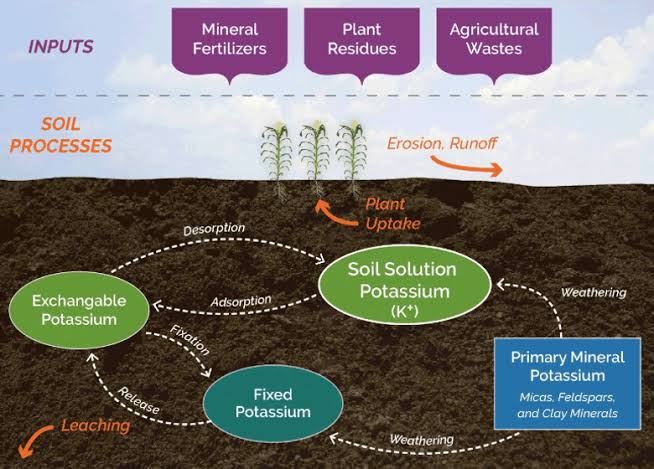 INPUTS
Mineral
Fertilizers
Plant
Residues
Agricultural
Wastes
SOIL
PROCESSES
Erosion, Runoff
Plant
Uptake
Desorption
Soil Solution
Potassium
(K⁺)
Exchangable
Potassium
Adsorption
Weathering
Fixation
Primary Mineral
Potassium
Micas, Feldspars,
and Clay Minerals
Fixed
Potassium
Release
Leaching
Weathering